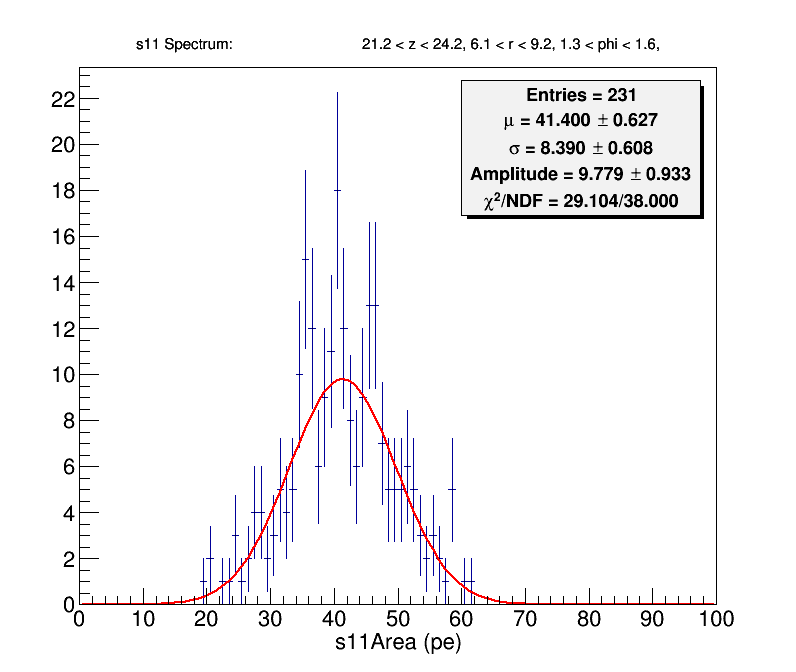 s11 Spectrum: 21.2 < z < 24.2, 6.1 < r < 9.2, 1.3 < phi < 1.6,
Entries = 231
μ = 41.400 ± 0.627
σ = 8.390 ± 0.608
Amplitude = 9.779 ± 0.933
χ²/NDF = 29.104/38.000
22
20
18
16
14
12
10
8
6
4
2
0
0 10 20 30 40 50 60 70 80 90 100
s11Area (pe)